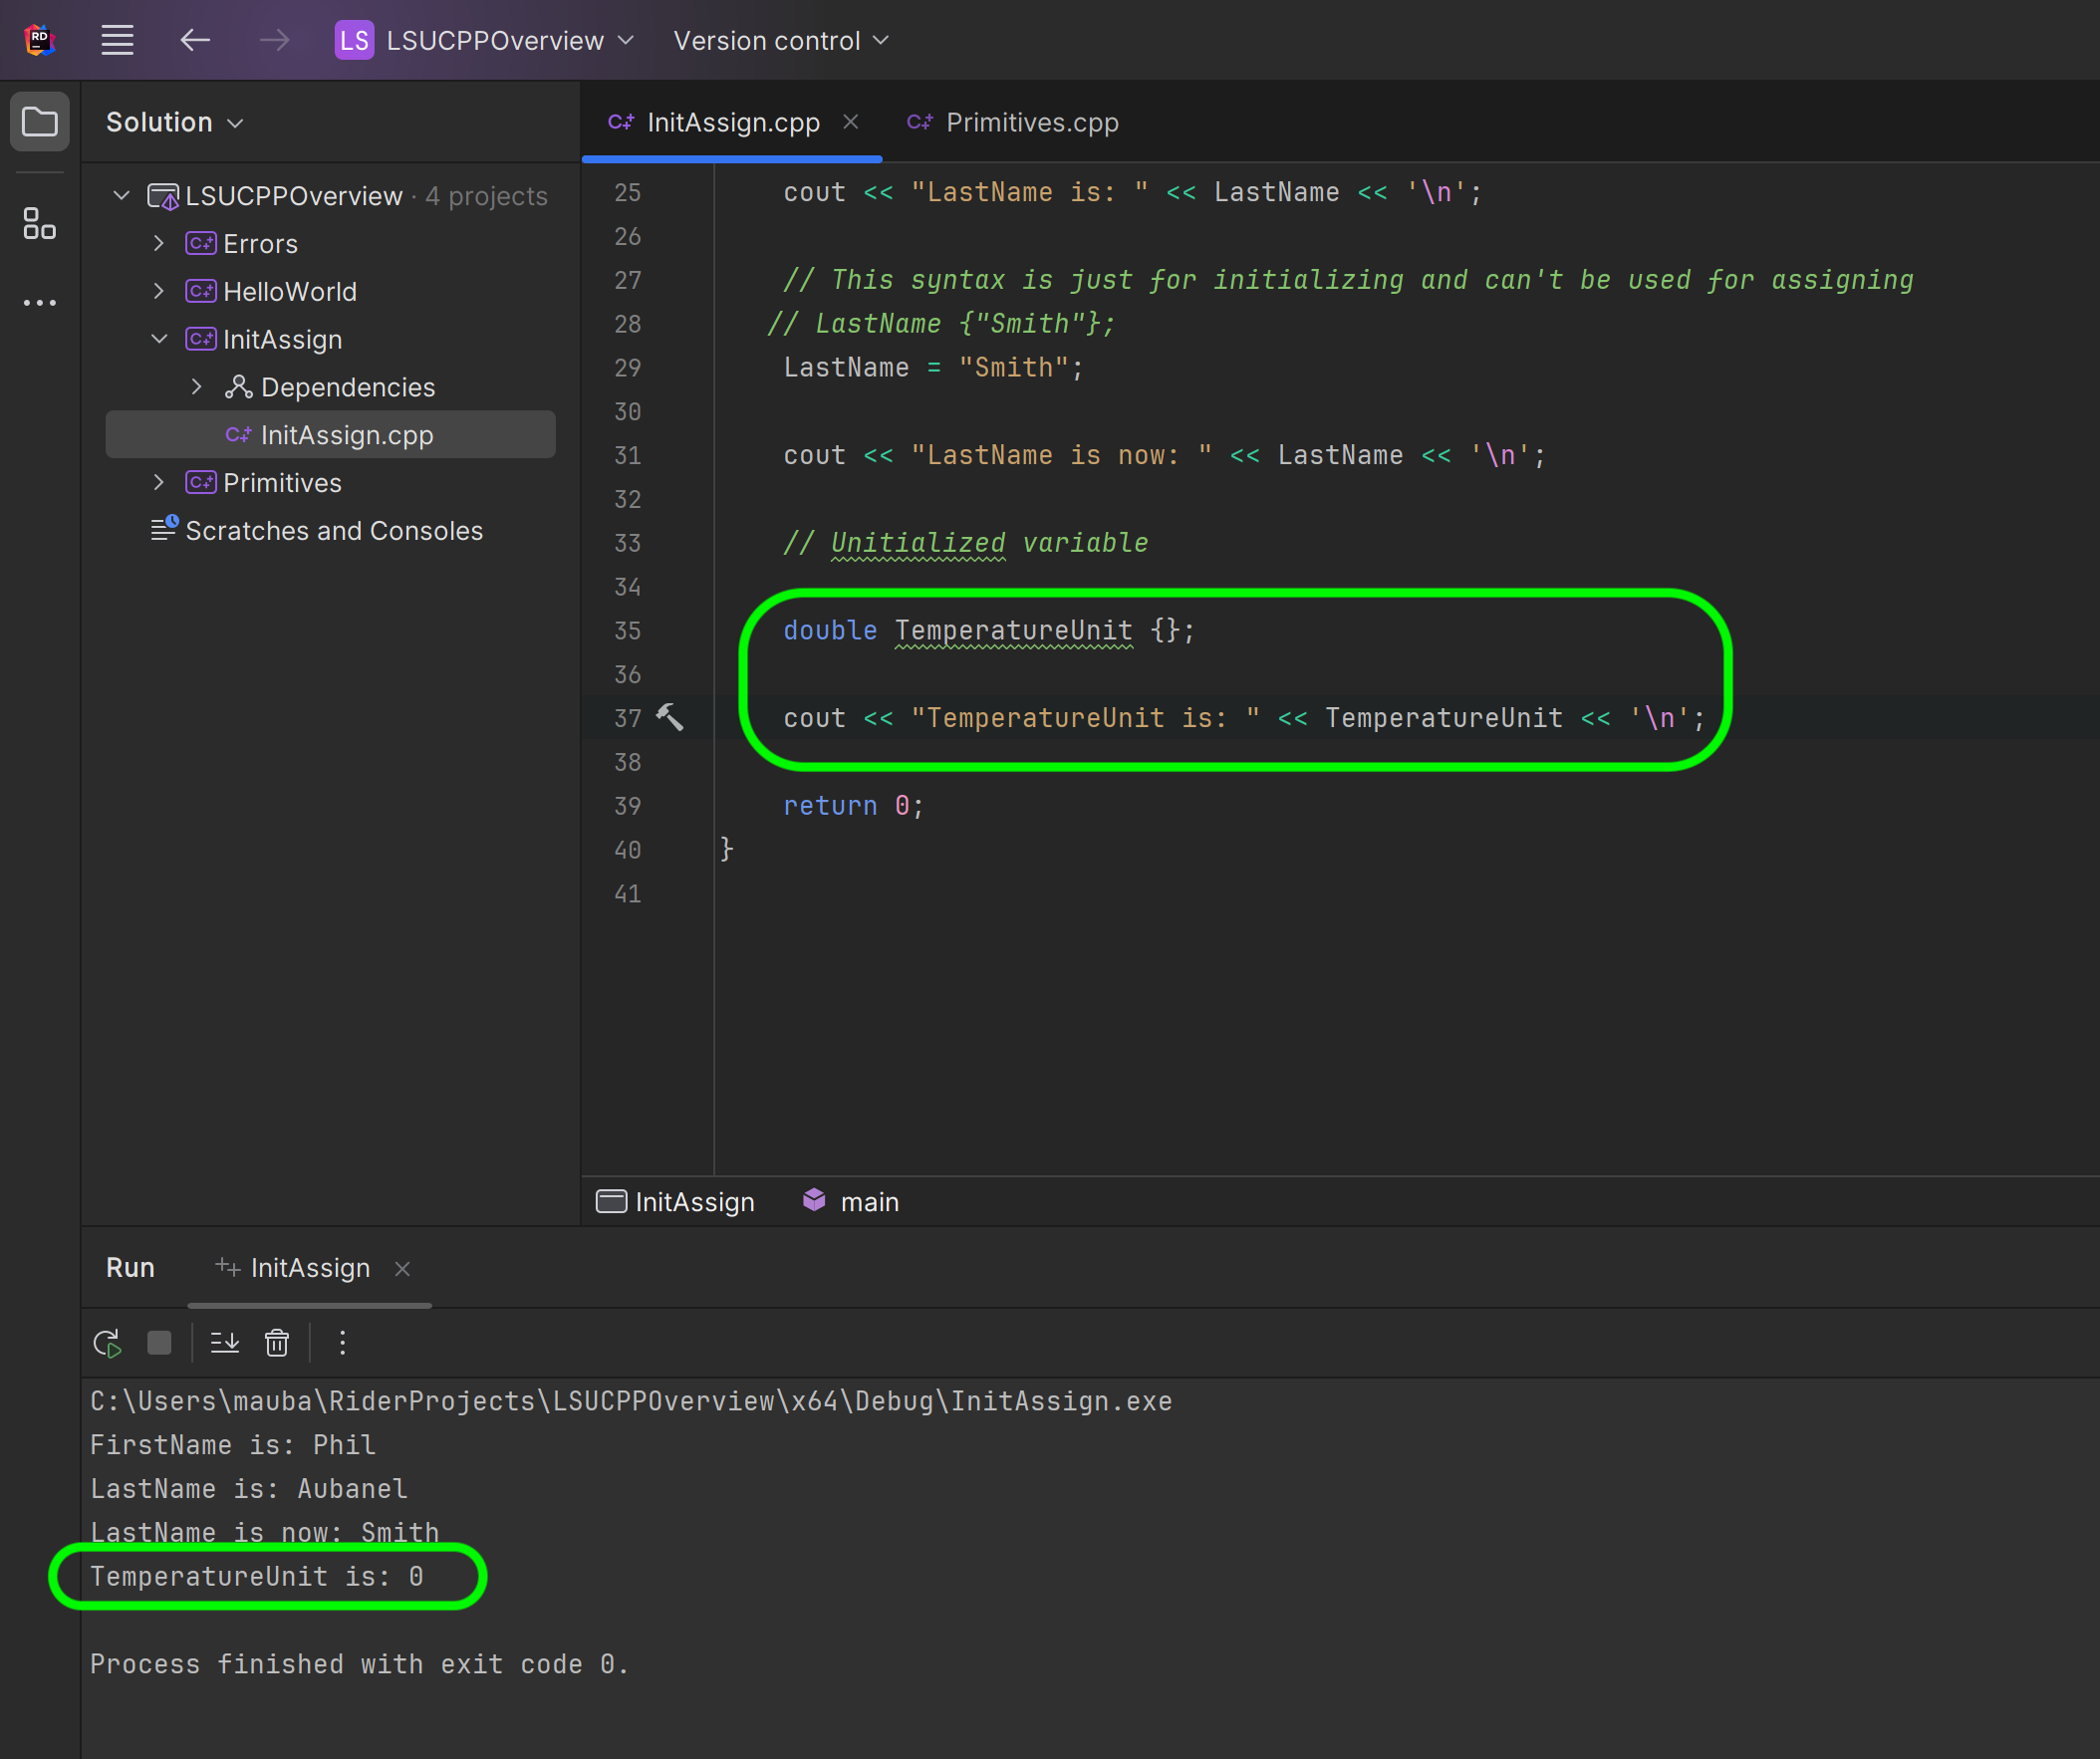 RD LS LSUCPPOverview Version control
Solution
InitAssign.cpp Primitives.cpp
LSUCPPOverview · 4 projects
Errors
HelloWorld
InitAssign
Dependencies
InitAssign.cpp
Primitives
Scratches and Consoles
25 cout << "LastName is: " << LastName << '\n';
26
27 // This syntax is just for initializing and can't be used for assigning
28 // LastName {"Smith"};
29 LastName = "Smith";
30
31 cout << "LastName is now: " << LastName << '\n';
32
33 // Unitialized variable
34
35 double TemperatureUnit {};
36
37 cout << "TemperatureUnit is: " << TemperatureUnit << '\n';
38
39 return 0;
40 }
41
InitAssign main
Run InitAssign
C:\Users\mauba\RiderProjects\LSUCPPOverview\x64\Debug\InitAssign.exe
FirstName is: Phil
LastName is: Aubanel
LastName is now: Smith
TemperatureUnit is: 0
Process finished with exit code 0.